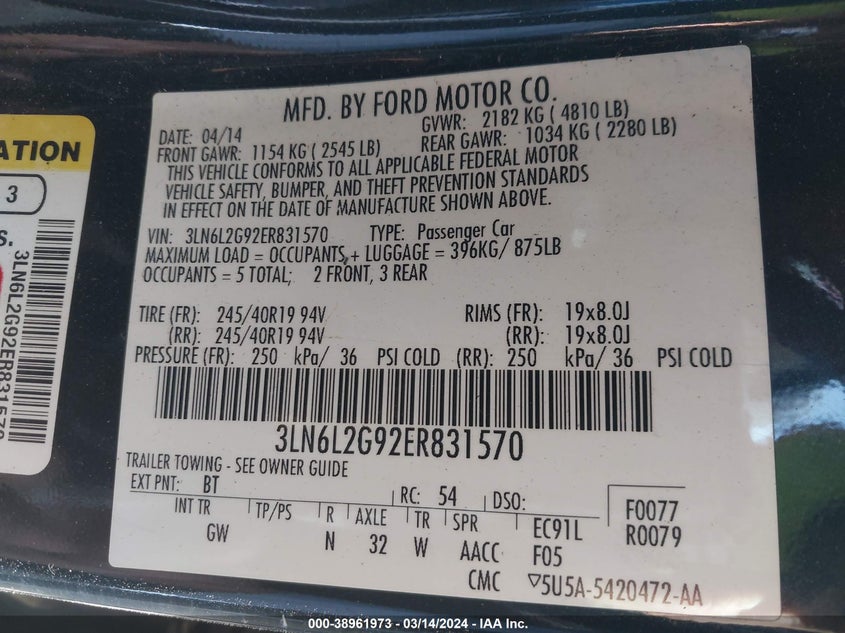 MFD. BY FORD MOTOR CO.
DATE: 04/14 GVWR: 2182 KG ( 4810 LB)
FRONT GAWR: 1154 KG ( 2545 LB) REAR GAWR: 1034 KG ( 2280 LB)
THIS VEHICLE CONFORMS TO ALL APPLICABLE FEDERAL MOTOR
VEHICLE SAFETY, BUMPER, AND THEFT PREVENTION STANDARDS
IN EFFECT ON THE DATE OF MANUFACTURE SHOWN ABOVE.
VIN: 3LN6L2G92ER831570 TYPE: Passenger Car
MAXIMUM LOAD = OCCUPANTS + LUGGAGE = 396KG/ 875LB
OCCUPANTS = 5 TOTAL; 2 FRONT, 3 REAR
TIRE (FR): 245/40R19 94V RIMS (FR): 19x8.0J
(RR): 245/40R19 94V (RR): 19x8.0J
PRESSURE (FR): 250 kPa/ 36 PSI COLD (RR): 250 kPa/ 36 PSI COLD
3LN6L2G92ER831570
TRAILER TOWING - SEE OWNER GUIDE
EXT PNT: BT RC: 54 DSO:
INT TR TP/PS R AXLE TR SPR EC91L F0077
GW N 32 W AACC F05 R0079
CMC ▽5U5A-5420472-AA
ATION
3
S.
3LN6L2G92ER831570
000-38961973 - 03/14/2024 - IAA Inc.